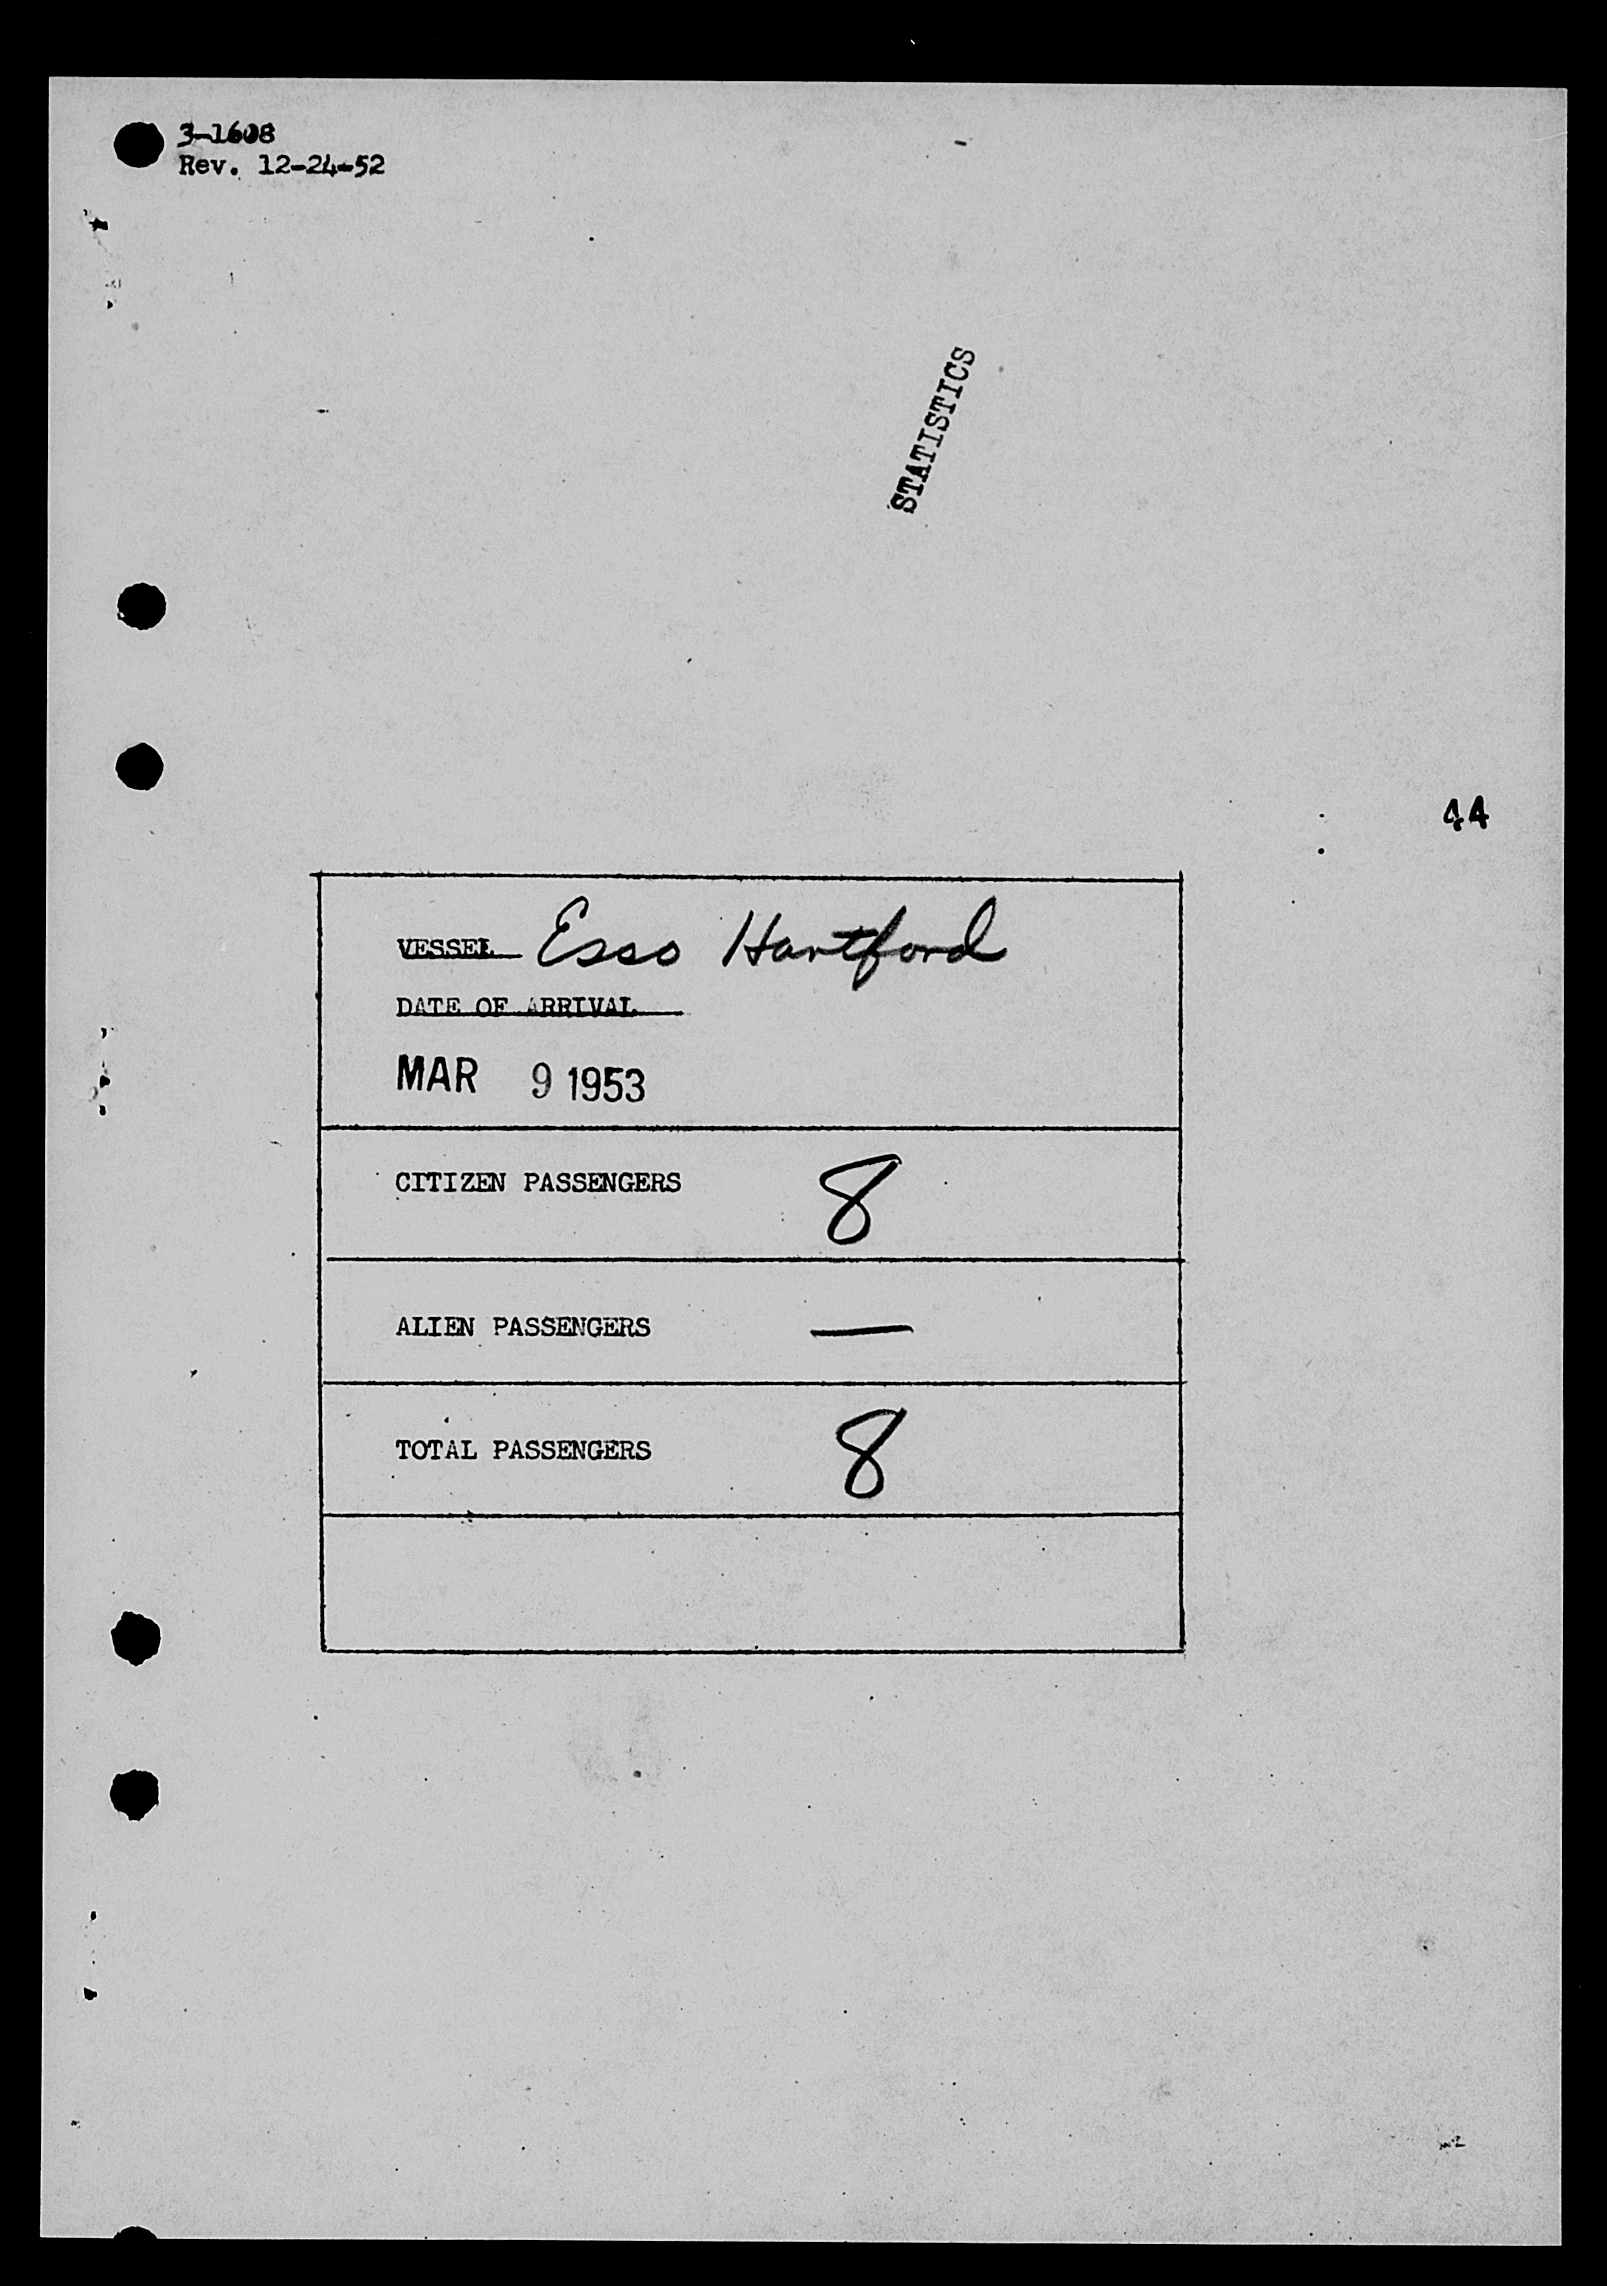 3-1608
Rev. 12-24-52
STATISTICS
44
VESSEL Esso Hartford
DATE OF ARRIVAL
MAR 9 1953
CITIZEN PASSENGERS 8
ALIEN PASSENGERS —
TOTAL PASSENGERS 8